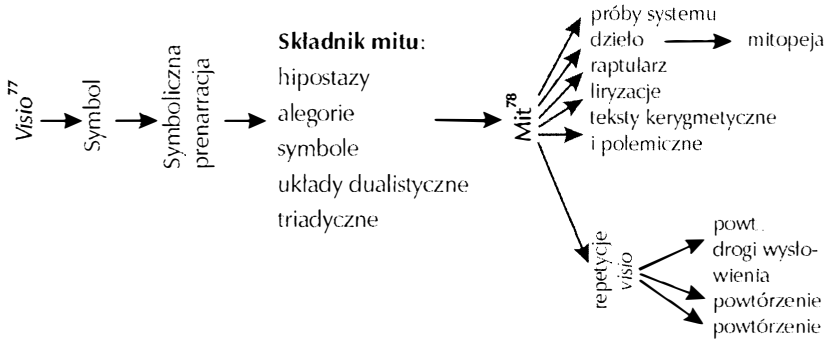 Visio77
Symbol
Symboliczna
prenarracja
Składnik mitu:
hipostazy
alegorie
symbole
układy dualistyczne
triadyczne
Mit78
próby systemu
dzieło
mitopeja
raptularz
liryzacje
teksty kerygmetyczne
i polemiczne
repetycje
visio
powt.
drogi wysło-
wienia
powtórzenie
powtórzenie